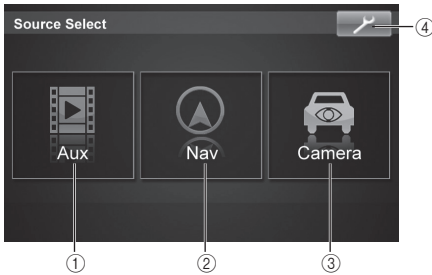 Source Select
④
Aux
Nav
Camera
①
②
③